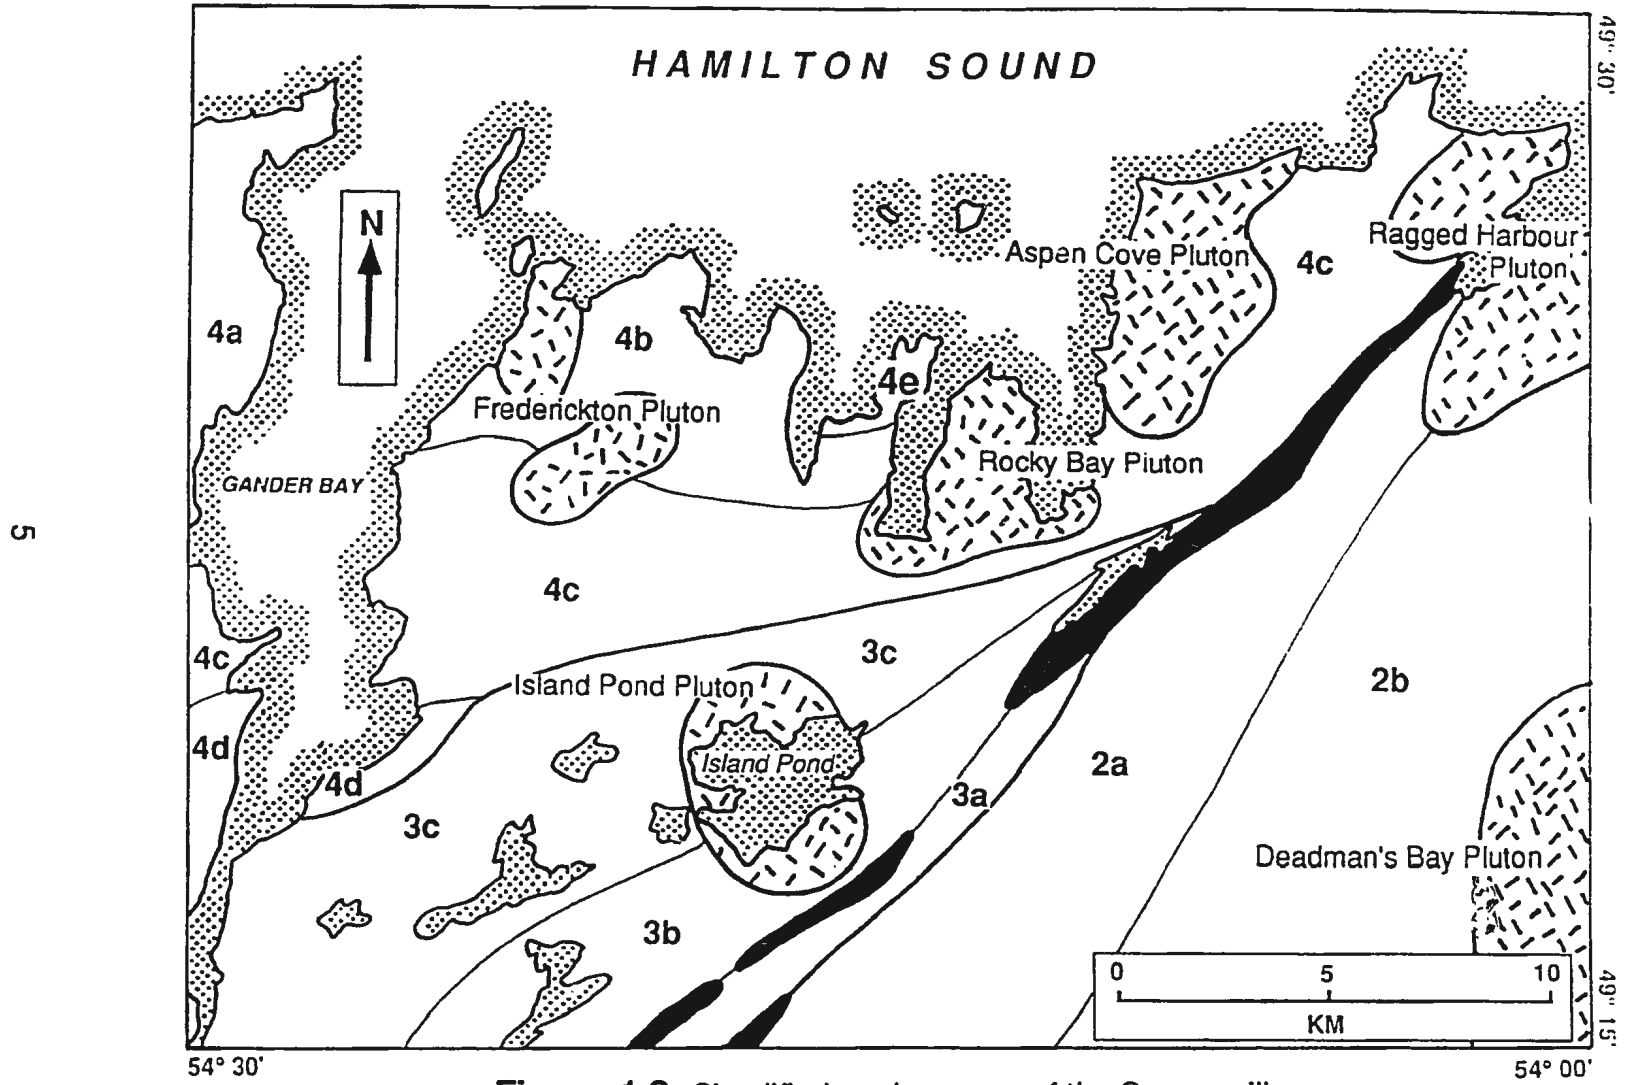 HAMILTON SOUND
49° 30'
N
Aspen Cove Pluton
Ragged Harbour
Pluton
4c
4a
4b
4e
Frederickton Pluton
Rocky Bay Pluton
GANDER BAY
5
4c
4c
3c
2b
Island Pond Pluton
4d
4d
Island Pond
2a
3a
3c
Deadman's Bay Pluton
3b
0 5 10
KM
49° 15'
54° 30'
54° 00'